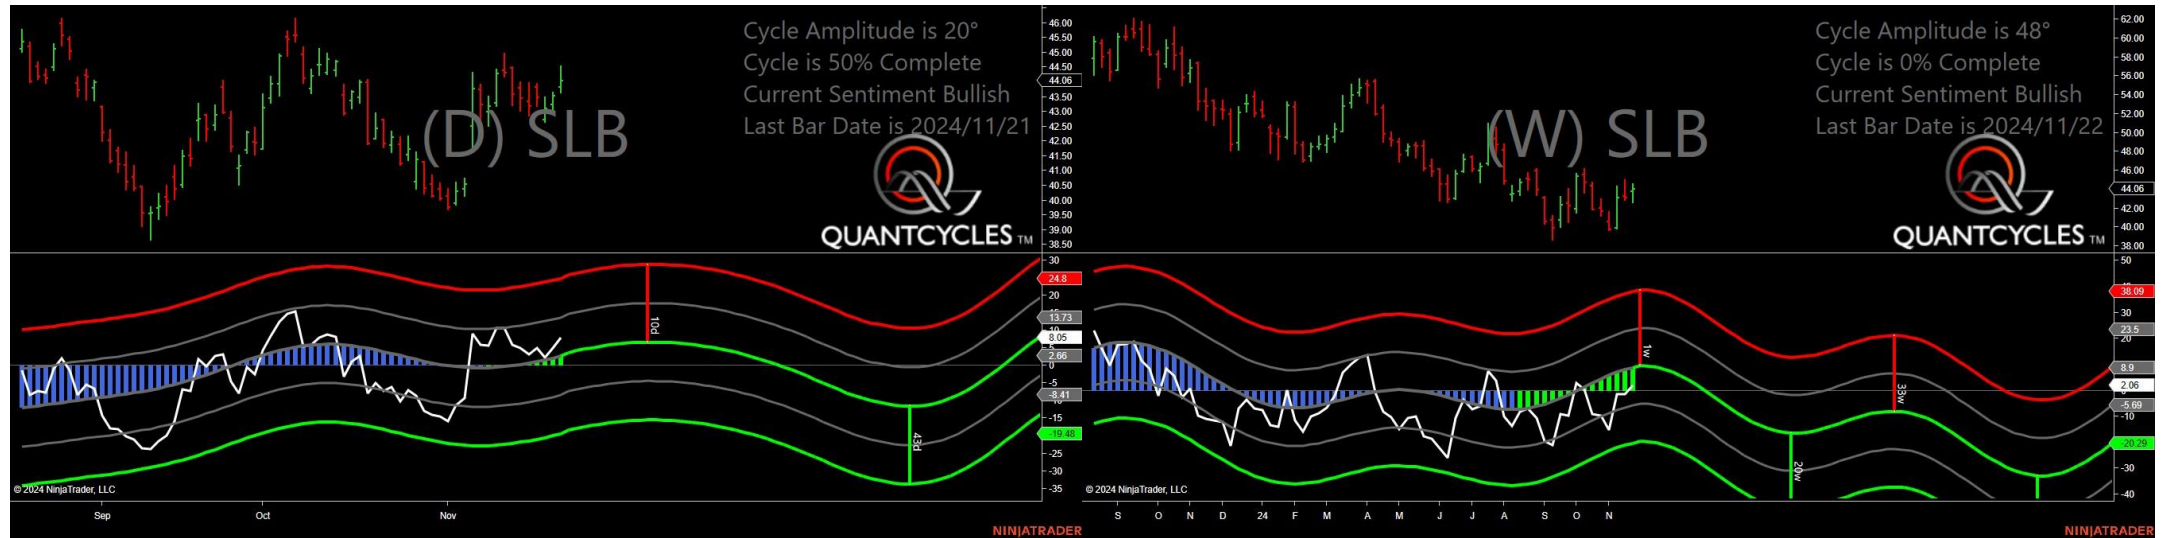 Cycle Amplitude is 20°
Cycle is 50% Complete
Current Sentiment Bullish
Last Bar Date is 2024/11/21
(D) SLB
QUANTCYCLES TM
46.00
45.50
45.00
44.50
44.06
43.50
43.00
42.50
42.00
41.50
41.00
40.50
40.00
39.50
39.00
38.50
30
24.8
20
13.73
8.05
2.66
0
-5
-8.41
-15
-19.48
-25
-30
-35
10d
43d
© 2024 NinjaTrader, LLC
Sep Oct Nov
NINJATRADER
Cycle Amplitude is 48°
Cycle is 0% Complete
Current Sentiment Bullish
Last Bar Date is 2024/11/22
(W) SLB
QUANTCYCLES TM
62.00
60.00
58.00
56.00
54.00
52.00
50.00
48.00
46.00
44.06
42.00
40.00
38.00
50
38.09
30
23.5
20
8.9
2.06
-5.69
-10
-20.29
-30
-40
1w
20w
33w
© 2024 NinjaTrader, LLC
S O N D 24 F M A M J J A S O N
NINJATRADER